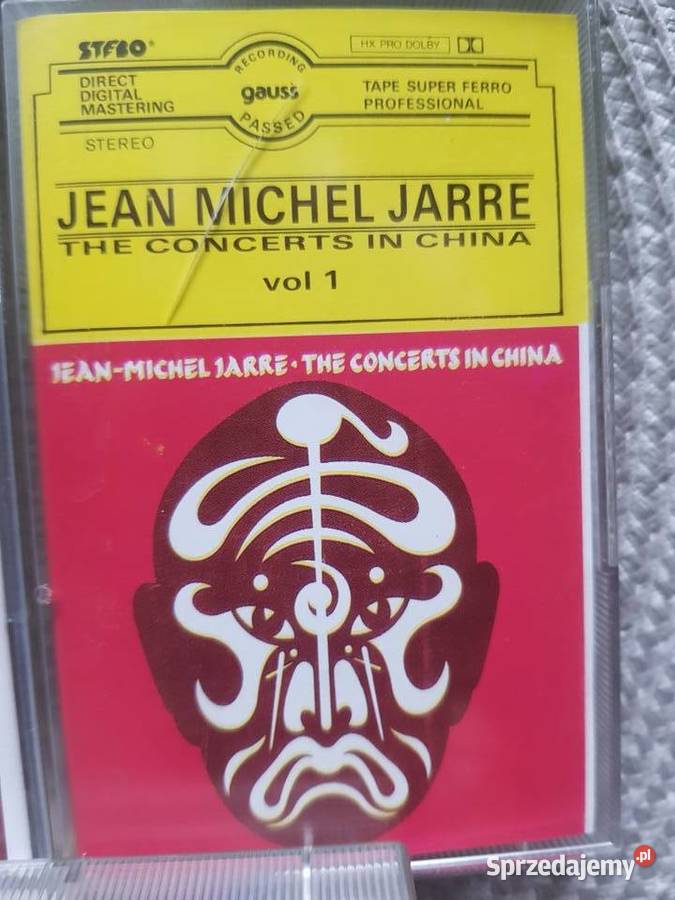 STEBO
HX PRO DOLBY
DIRECT
DIGITAL
MASTERING
RECORDING
gauss
PASSED
TAPE SUPER FERRO
PROFESSIONAL
STEREO
JEAN MICHEL JARRE
THE CONCERTS IN CHINA
vol 1
JEAN-MICHEL JARRE · THE CONCERTS IN CHINA
Sprzedajemy.pl